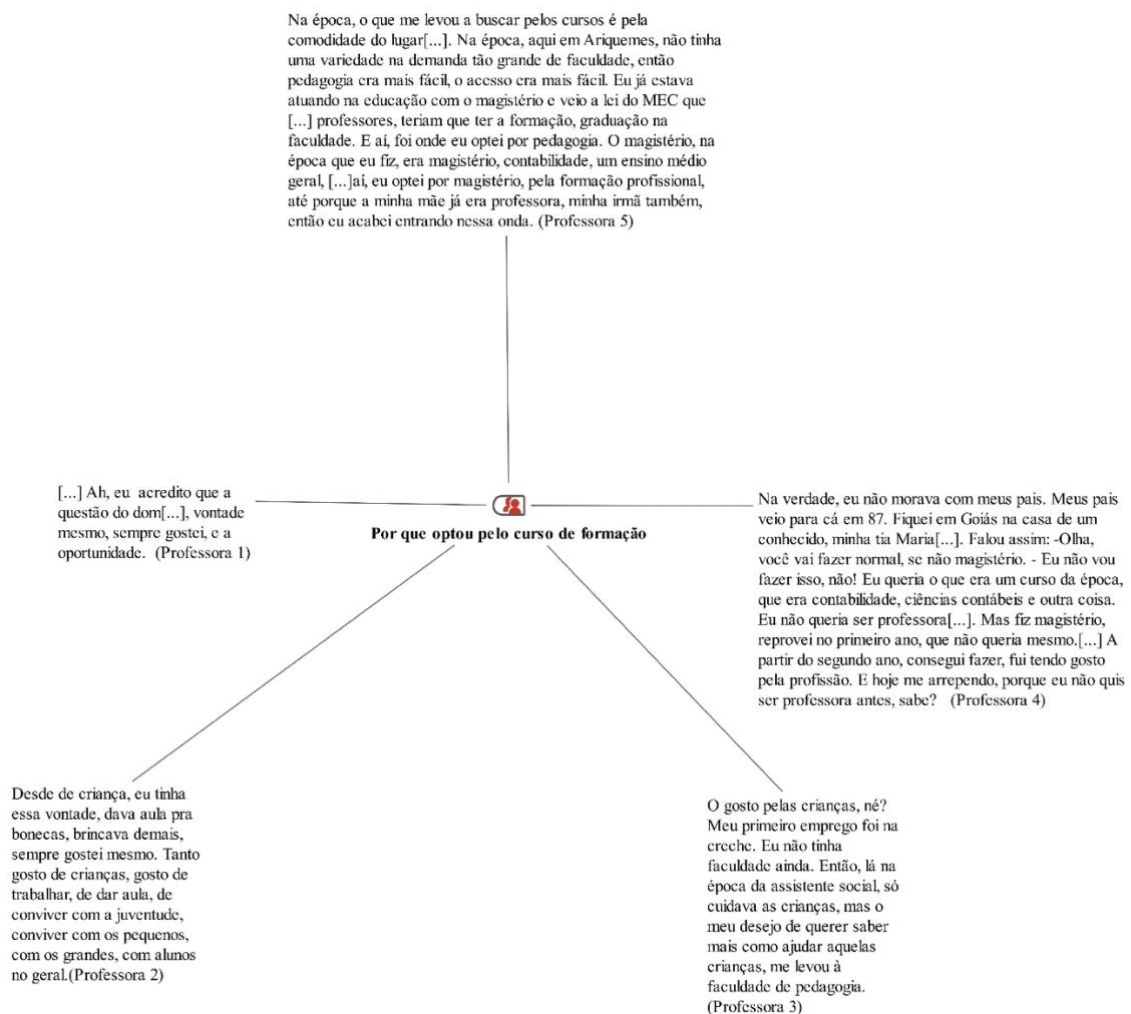 Na época, o que me levou a buscar pelos cursos é pela
comodidade do lugar[...]. Na época, aqui em Ariquemes, não tinha
uma variedade na demanda tão grande de faculdade, então
pedagogia era mais fácil, o acesso era mais fácil. Eu já estava
atuando na educação com o magistério e veio a lei do MEC que
[...] professores, teriam que ter a formação, graduação na
faculdade. E aí, foi onde eu optei por pedagogia. O magistério, na
época que eu fiz, era magistério, contabilidade, um ensino médio
geral, [...]aí, eu optei por magistério, pela formação profissional,
até porque a minha mãe já era professora, minha irmã também,
então eu acabei entrando nessa onda. (Professora 5)
[...] Ah, eu acredito que a
questão do dom[...], vontade
mesmo, sempre gostei, e a
oportunidade. (Professora 1)
Por que optou pelo curso de formação
Na verdade, eu não morava com meus pais. Meus pais
veio para cá em 87. Fiquei em Goiás na casa de um
conhecido, minha tia Maria[...]. Falou assim: -Olha,
você vai fazer normal, se não magistério. - Eu não vou
fazer isso, não! Eu queria o que era um curso da época,
que era contabilidade, ciências contábeis e outra coisa.
Eu não queria ser professora[...]. Mas fiz magistério,
reprovei no primeiro ano, que não queria mesmo.[...] A
partir do segundo ano, consegui fazer, fui tendo gosto
pela profissão. E hoje me arrependo, porque eu não quis
ser professora antes, sabe? (Professora 4)
Desde de criança, eu tinha
essa vontade, dava aula pra
bonecas, brincava demais,
sempre gostei mesmo. Tanto
gosto de crianças, gosto de
trabalhar, de dar aula, de
conviver com a juventude,
conviver com os pequenos,
com os grandes, com alunos
no geral.(Professora 2)
O gosto pelas crianças, né?
Meu primeiro emprego foi na
creche. Eu não tinha
faculdade ainda. Então, lá na
época da assistente social, só
cuidava as crianças, mas o
meu desejo de querer saber
mais como ajudar aquelas
crianças, me levou à
faculdade de pedagogia.
(Professora 3)